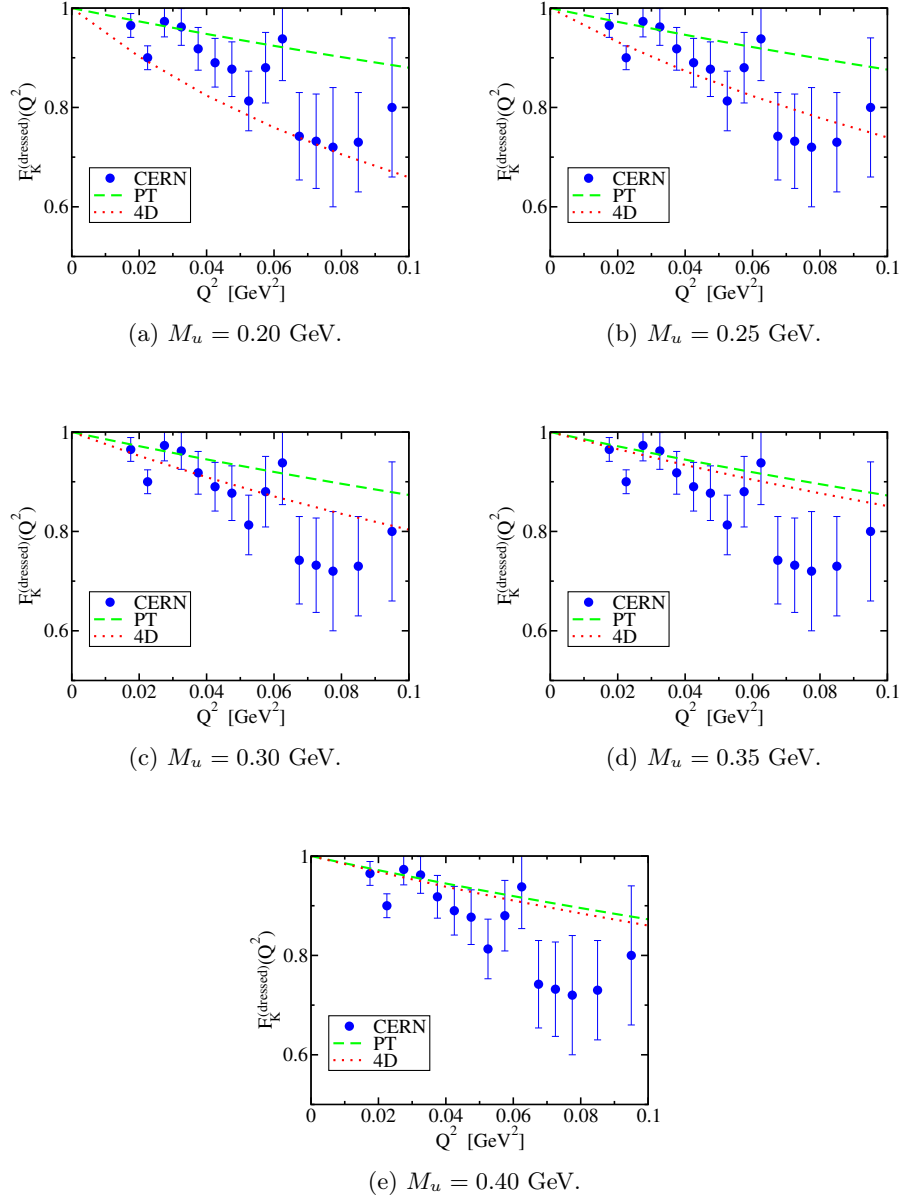 1
0.8
0.6
F_K^(dressed)(Q^2)
CERN
PT
4D
0 0.02 0.04 0.06 0.08 0.1
Q^2 [GeV^2]
(a) M_u = 0.20 GeV.
1
0.8
0.6
F_K^(dressed)(Q^2)
CERN
PT
4D
0 0.02 0.04 0.06 0.08 0.1
Q^2 [GeV^2]
(b) M_u = 0.25 GeV.
1
0.8
0.6
F_K^(dressed)(Q^2)
CERN
PT
4D
0 0.02 0.04 0.06 0.08 0.1
Q^2 [GeV^2]
(c) M_u = 0.30 GeV.
1
0.8
0.6
F_K^(dressed)(Q^2)
CERN
PT
4D
0 0.02 0.04 0.06 0.08 0.1
Q^2 [GeV^2]
(d) M_u = 0.35 GeV.
1
0.8
0.6
F_K^(dressed)(Q^2)
CERN
PT
4D
0 0.02 0.04 0.06 0.08 0.1
Q^2 [GeV^2]
(e) M_u = 0.40 GeV.